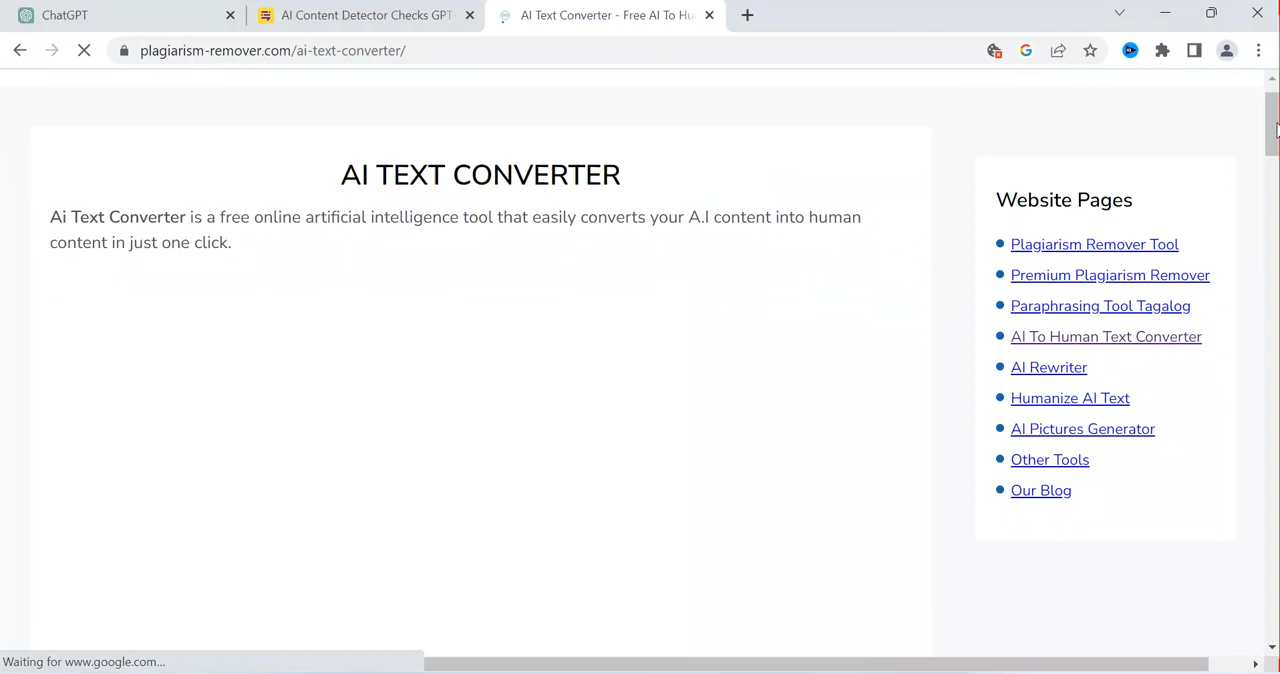 ChatGPT
AI Content Detector Checks GPT
AI Text Converter - Free AI To Hu
plagiarism-remover.com/ai-text-converter/
AI TEXT CONVERTER
Ai Text Converter is a free online artificial intelligence tool that easily converts your A.I content into human
content in just one click.
Website Pages
Plagiarism Remover Tool
Premium Plagiarism Remover
Paraphrasing Tool Tagalog
AI To Human Text Converter
AI Rewriter
Humanize AI Text
AI Pictures Generator
Other Tools
Our Blog
Waiting for www.google.com...